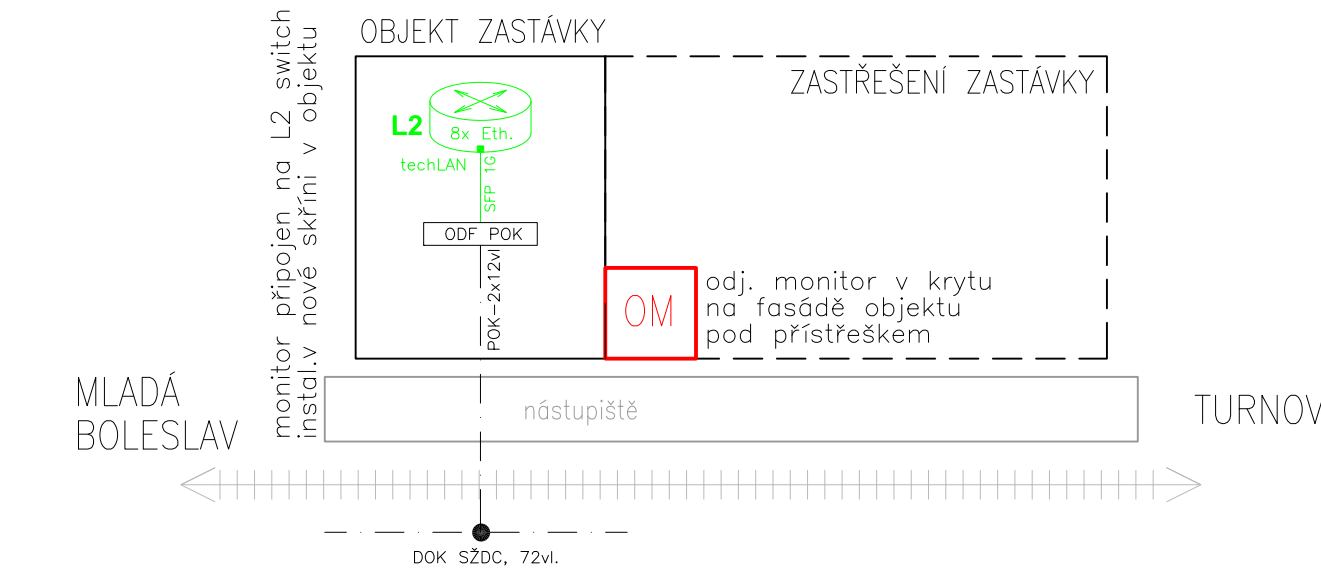 monitor připojen na L2 switch
instal.v nové skříni v objektu
OBJEKT ZASTÁVKY
ZASTŘEŠENÍ ZASTÁVKY
L2
8x Eth.
techLAN
SFP 1G
ODF POK
POK-2x12vl
OM
odj. monitor v krytu
na fasádě objektu
pod přístřeškem
MLADÁ
BOLESLAV
nástupiště
TURNOV
DOK SŽDC, 72vl.